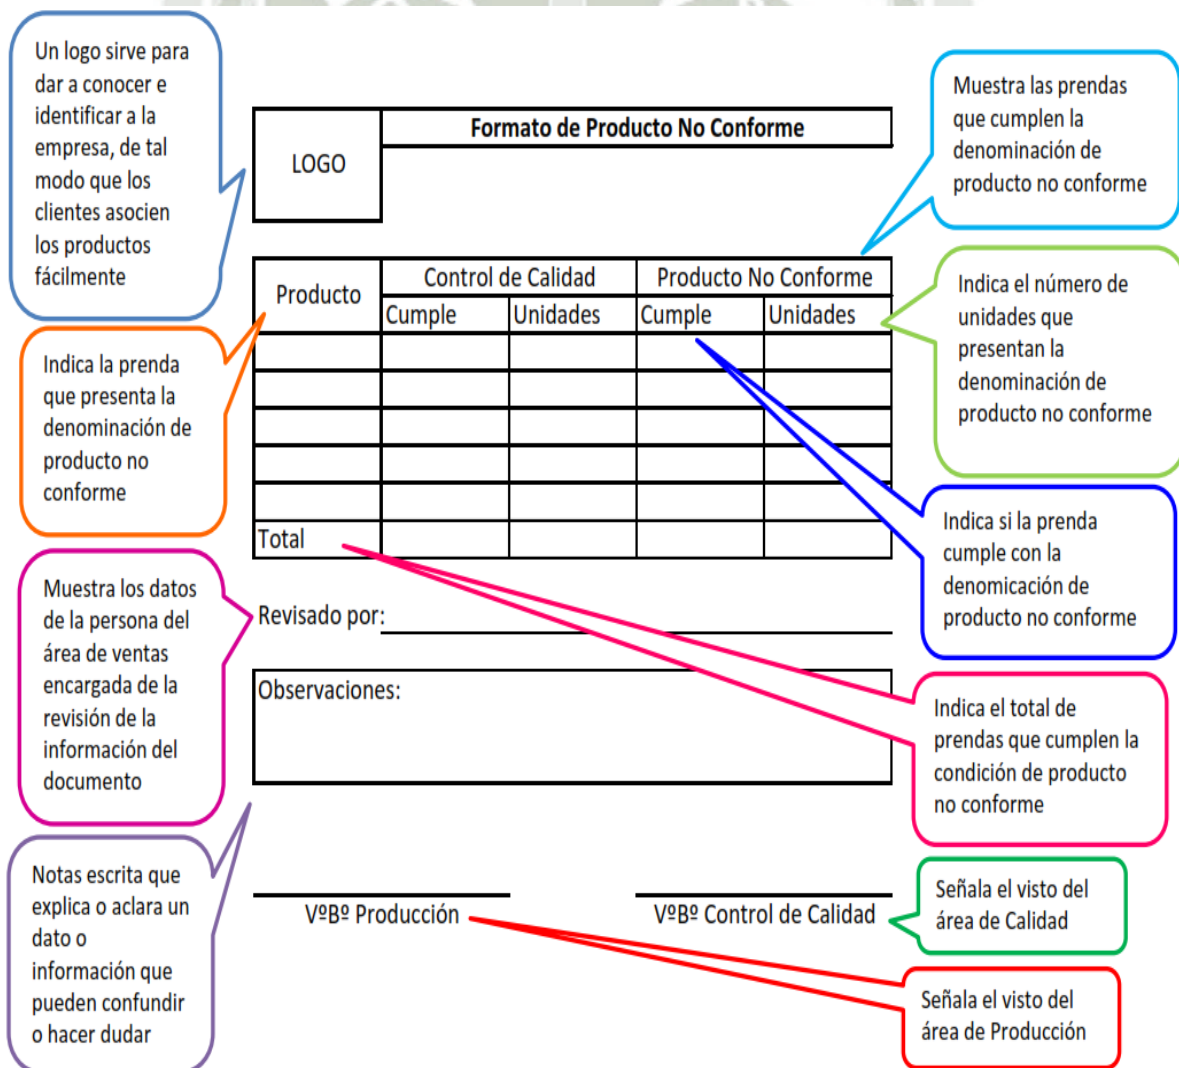 Un logo sirve para
dar a conocer e
identificar a la
empresa, de tal
modo que los
clientes asocien
los productos
fácilmente
Muestra las prendas
que cumplen la
denominación de
producto no conforme
LOGO
Formato de Producto No Conforme
Producto
Control de Calidad
Producto No Conforme
Cumple
Unidades
Cumple
Unidades
Total
Indica el número de
unidades que
presentan la
denominación de
producto no conforme
Indica la prenda
que presenta la
denominación de
producto no
conforme
Indica si la prenda
cumple con la
denomicación de
producto no conforme
Muestra los datos
de la persona del
área de ventas
encargada de la
revisión de la
información del
documento
Revisado por:
Observaciones:
Indica el total de
prendas que cumplen la
condición de producto
no conforme
Notas escrita que
explica o aclara un
dato o
información que
pueden confundir
o hacer dudar
VºBº Producción
VºBº Control de Calidad
Señala el visto del
área de Calidad
Señala el visto del
área de Producción